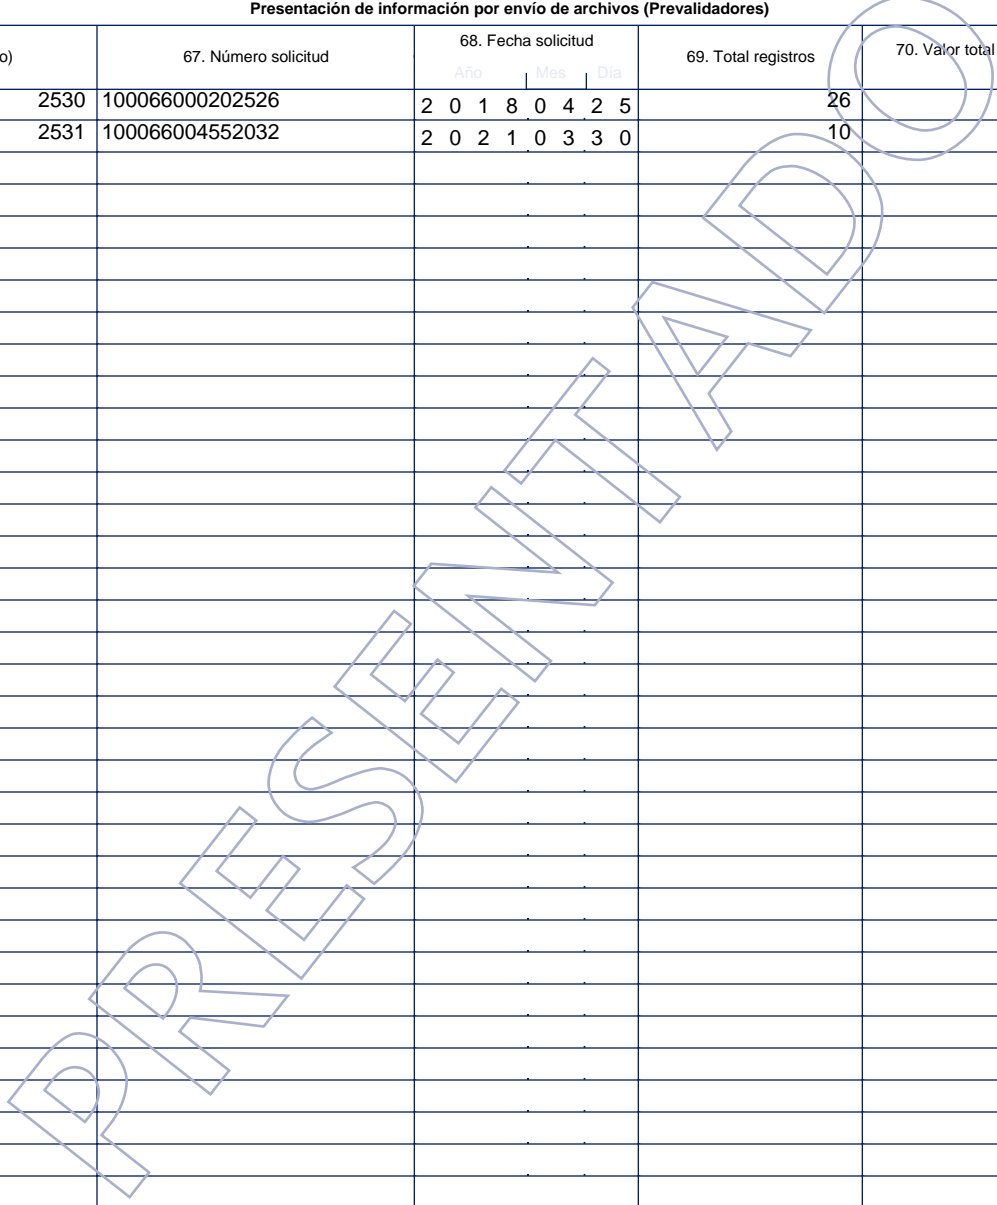 Presentación de información por envío de archivos (Prevalidadores)
o) 67. Número solicitud 68. Fecha solicitud 69. Total registros 70. Valor total
Año Mes Día
2530 100066000202526 2 0 1 8 0 4 2 5 26
2531 100066004552032 2 0 2 1 0 3 3 0 10
PRESENTADO